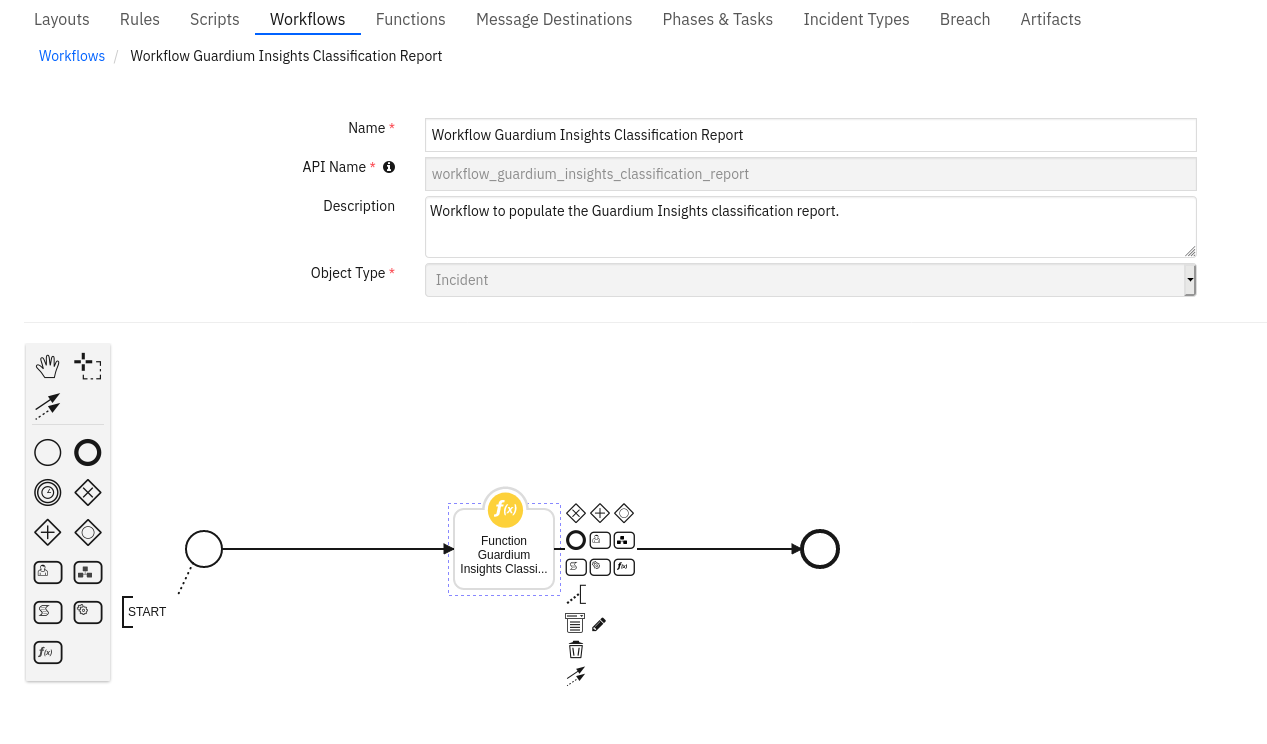 Layouts Rules Scripts Workflows Functions Message Destinations Phases & Tasks Incident Types Breach Artifacts
Workflows / Workflow Guardium Insights Classification Report
Name * Workflow Guardium Insights Classification Report
API Name * workflow_guardium_insights_classification_report
Description Workflow to populate the Guardium Insights classification report.
Object Type * Incident
f(x)
Function
Guardium
Insights Classi...
f(x)
START
f(x)